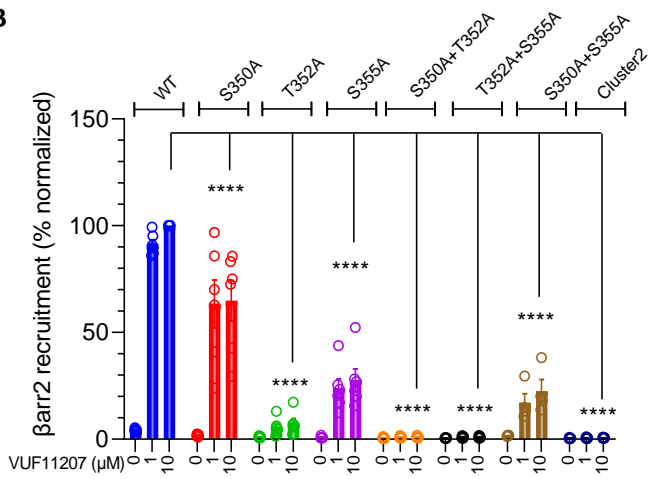 B
WT
S350A
T352A
S355A
S350A+T352A
T352A+S355A
S350A+S355A
Cluster2
βarr2 recruitment (% normalized)
150
100
50
0
****
****
****
****
****
****
****
VUF11207 (μM)
0 1 10 0 1 10 0 1 10 0 1 10 0 1 10 0 1 10 0 1 10 0 1 10